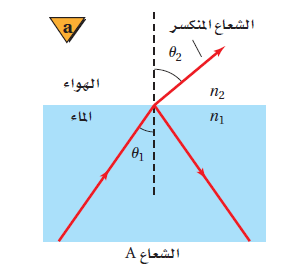 a
الشعاع المنكسر
θ2
الهواء
n2
الماء
n1
θ1
الشعاع A